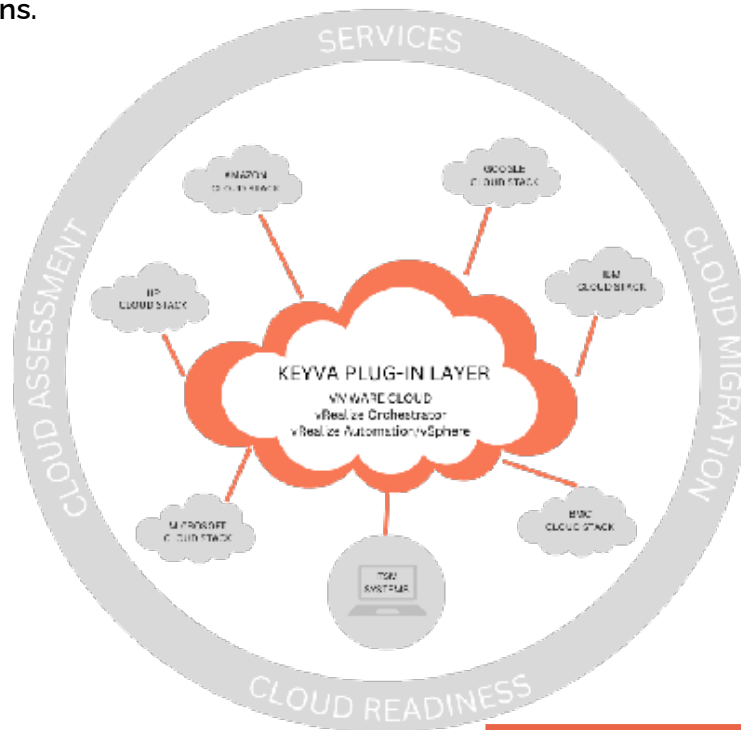 ns.
SERVICES
AMAZON
CLOUD STACK
GOOGLE
CLOUD STACK
HP
CLOUD STACK
IBM
CLOUD STACK
CLOUD ASSESSMENT
CLOUD MIGRATION
KEYVA PLUG-IN LAYER
VMWARE CLOUD
vRealize Orchestrator
vRealize Automation/vSphere
MICROSOFT
CLOUD STACK
BMC
CLOUD STACK
SYSTEMS
CLOUD READINESS